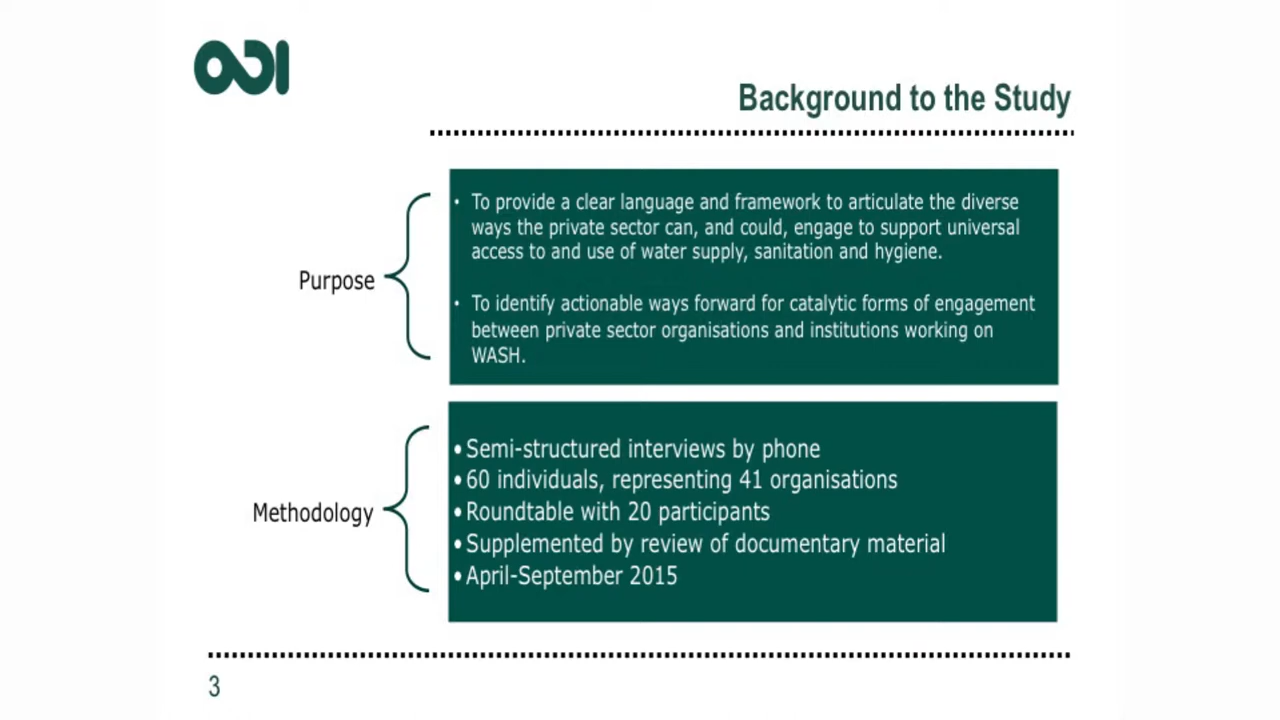 ODI
Background to the Study
Purpose
• To provide a clear language and framework to articulate the diverse
ways the private sector can, and could, engage to support universal
access to and use of water supply, sanitation and hygiene.
• To identify actionable ways forward for catalytic forms of engagement
between private sector organisations and institutions working on
WASH.
Methodology
• Semi-structured interviews by phone
• 60 individuals, representing 41 organisations
• Roundtable with 20 participants
• Supplemented by review of documentary material
• April-September 2015
3